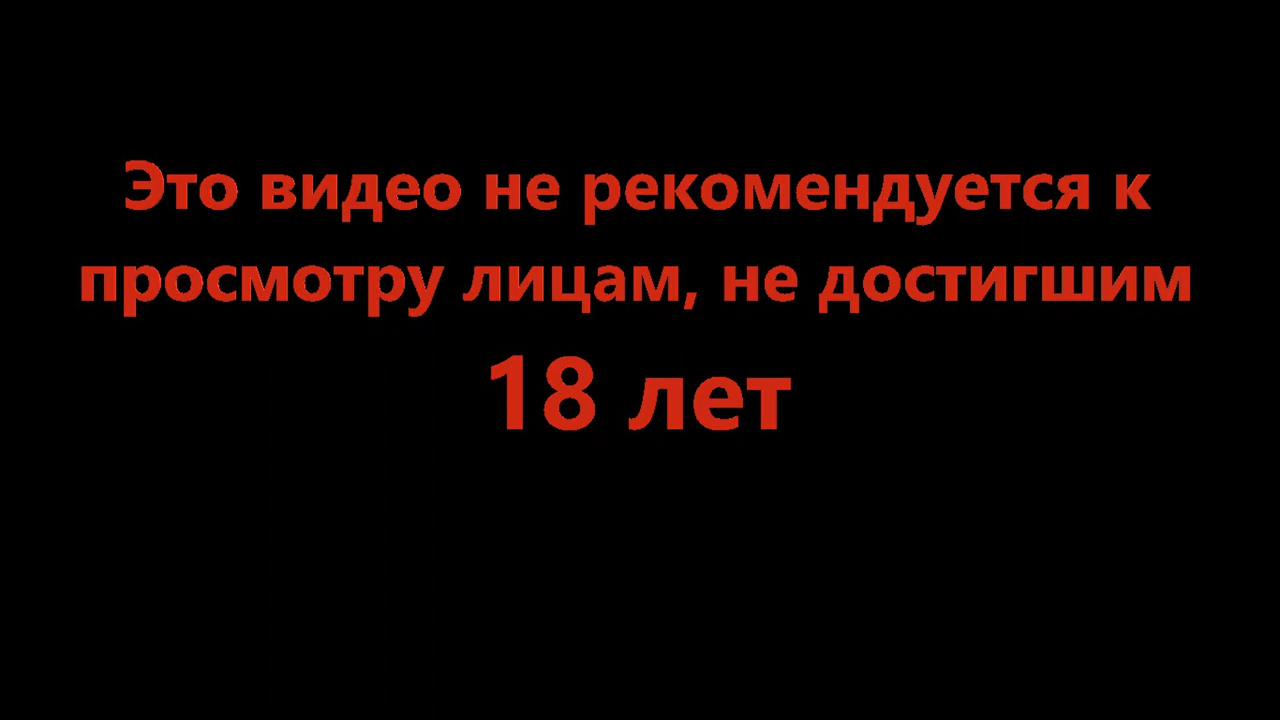 Это видео не рекомендуется к
просмотру лицам, не достигшим
18 лет